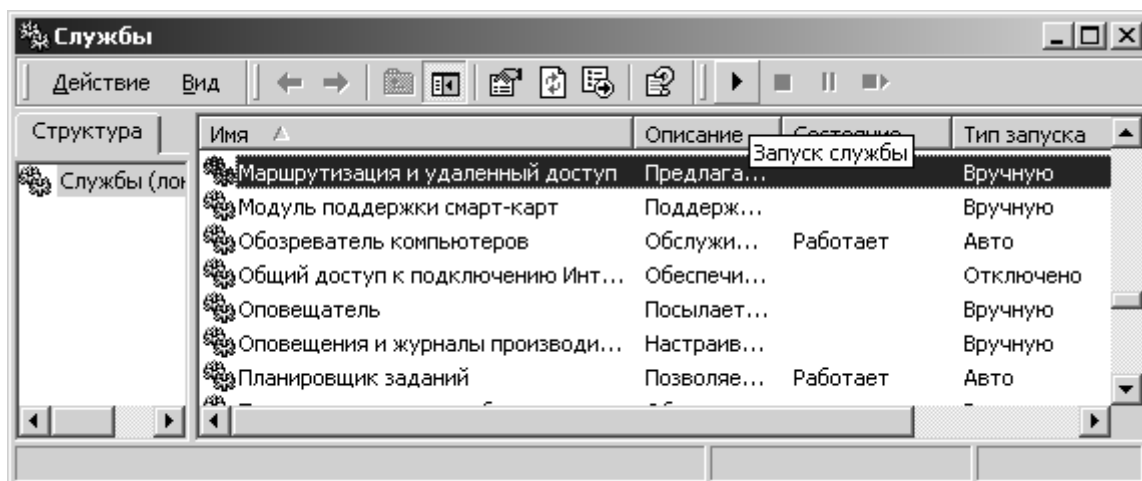 Службы
Действие Вид
Структура Имя Описание Состояние Тип запуска
Запуск службы
Службы (лок Маршрутизация и удаленный доступ Предлага... Вручную
Модуль поддержки смарт-карт Поддерж... Вручную
Обозреватель компьютеров Обслужи... Работает Авто
Общий доступ к подключению Инт... Обеспечи... Отключено
Оповещатель Посылает... Вручную
Оповещения и журналы производи... Настраив... Вручную
Планировщик заданий Позволяе... Работает Авто